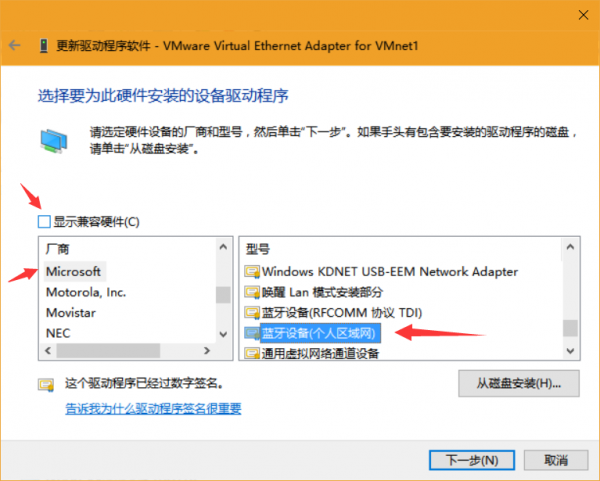 更新驱动程序软件 - VMware Virtual Ethernet Adapter for VMnet1
选择要为此硬件安装的设备驱动程序
请选定硬件设备的厂商和型号，然后单击“下一步”。如果手头有包含要安装的驱动程序的磁盘，
请单击“从磁盘安装”。
显示兼容硬件(C)
厂商
Microsoft
Motorola, Inc.
Movistar
NEC
型号
Windows KDNET USB-EEM Network Adapter
唤醒 Lan 模式安装部分
蓝牙设备(RFCOMM 协议 TDI)
蓝牙设备(个人区域网)
通用虚拟网络通道设备
这个驱动程序已经过数字签名。
告诉我为什么驱动程序签名很重要
从磁盘安装(H)...
下一步(N)
取消